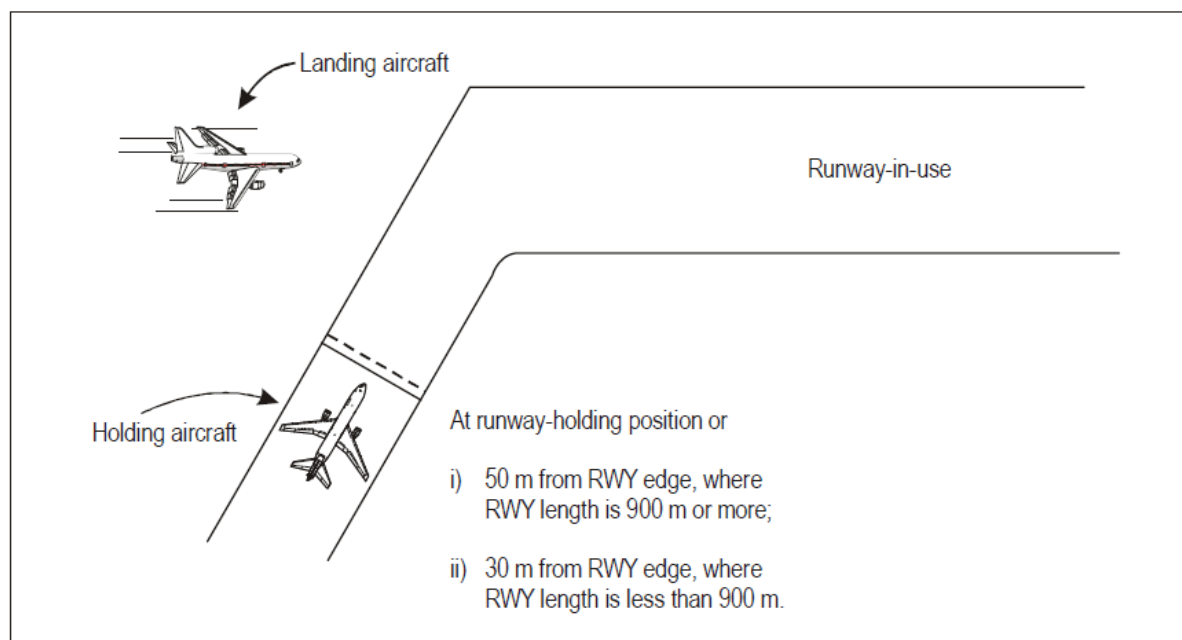 Landing aircraft
Runway-in-use
Holding aircraft
At runway-holding position or
i) 50 m from RWY edge, where
RWY length is 900 m or more;
ii) 30 m from RWY edge, where
RWY length is less than 900 m.